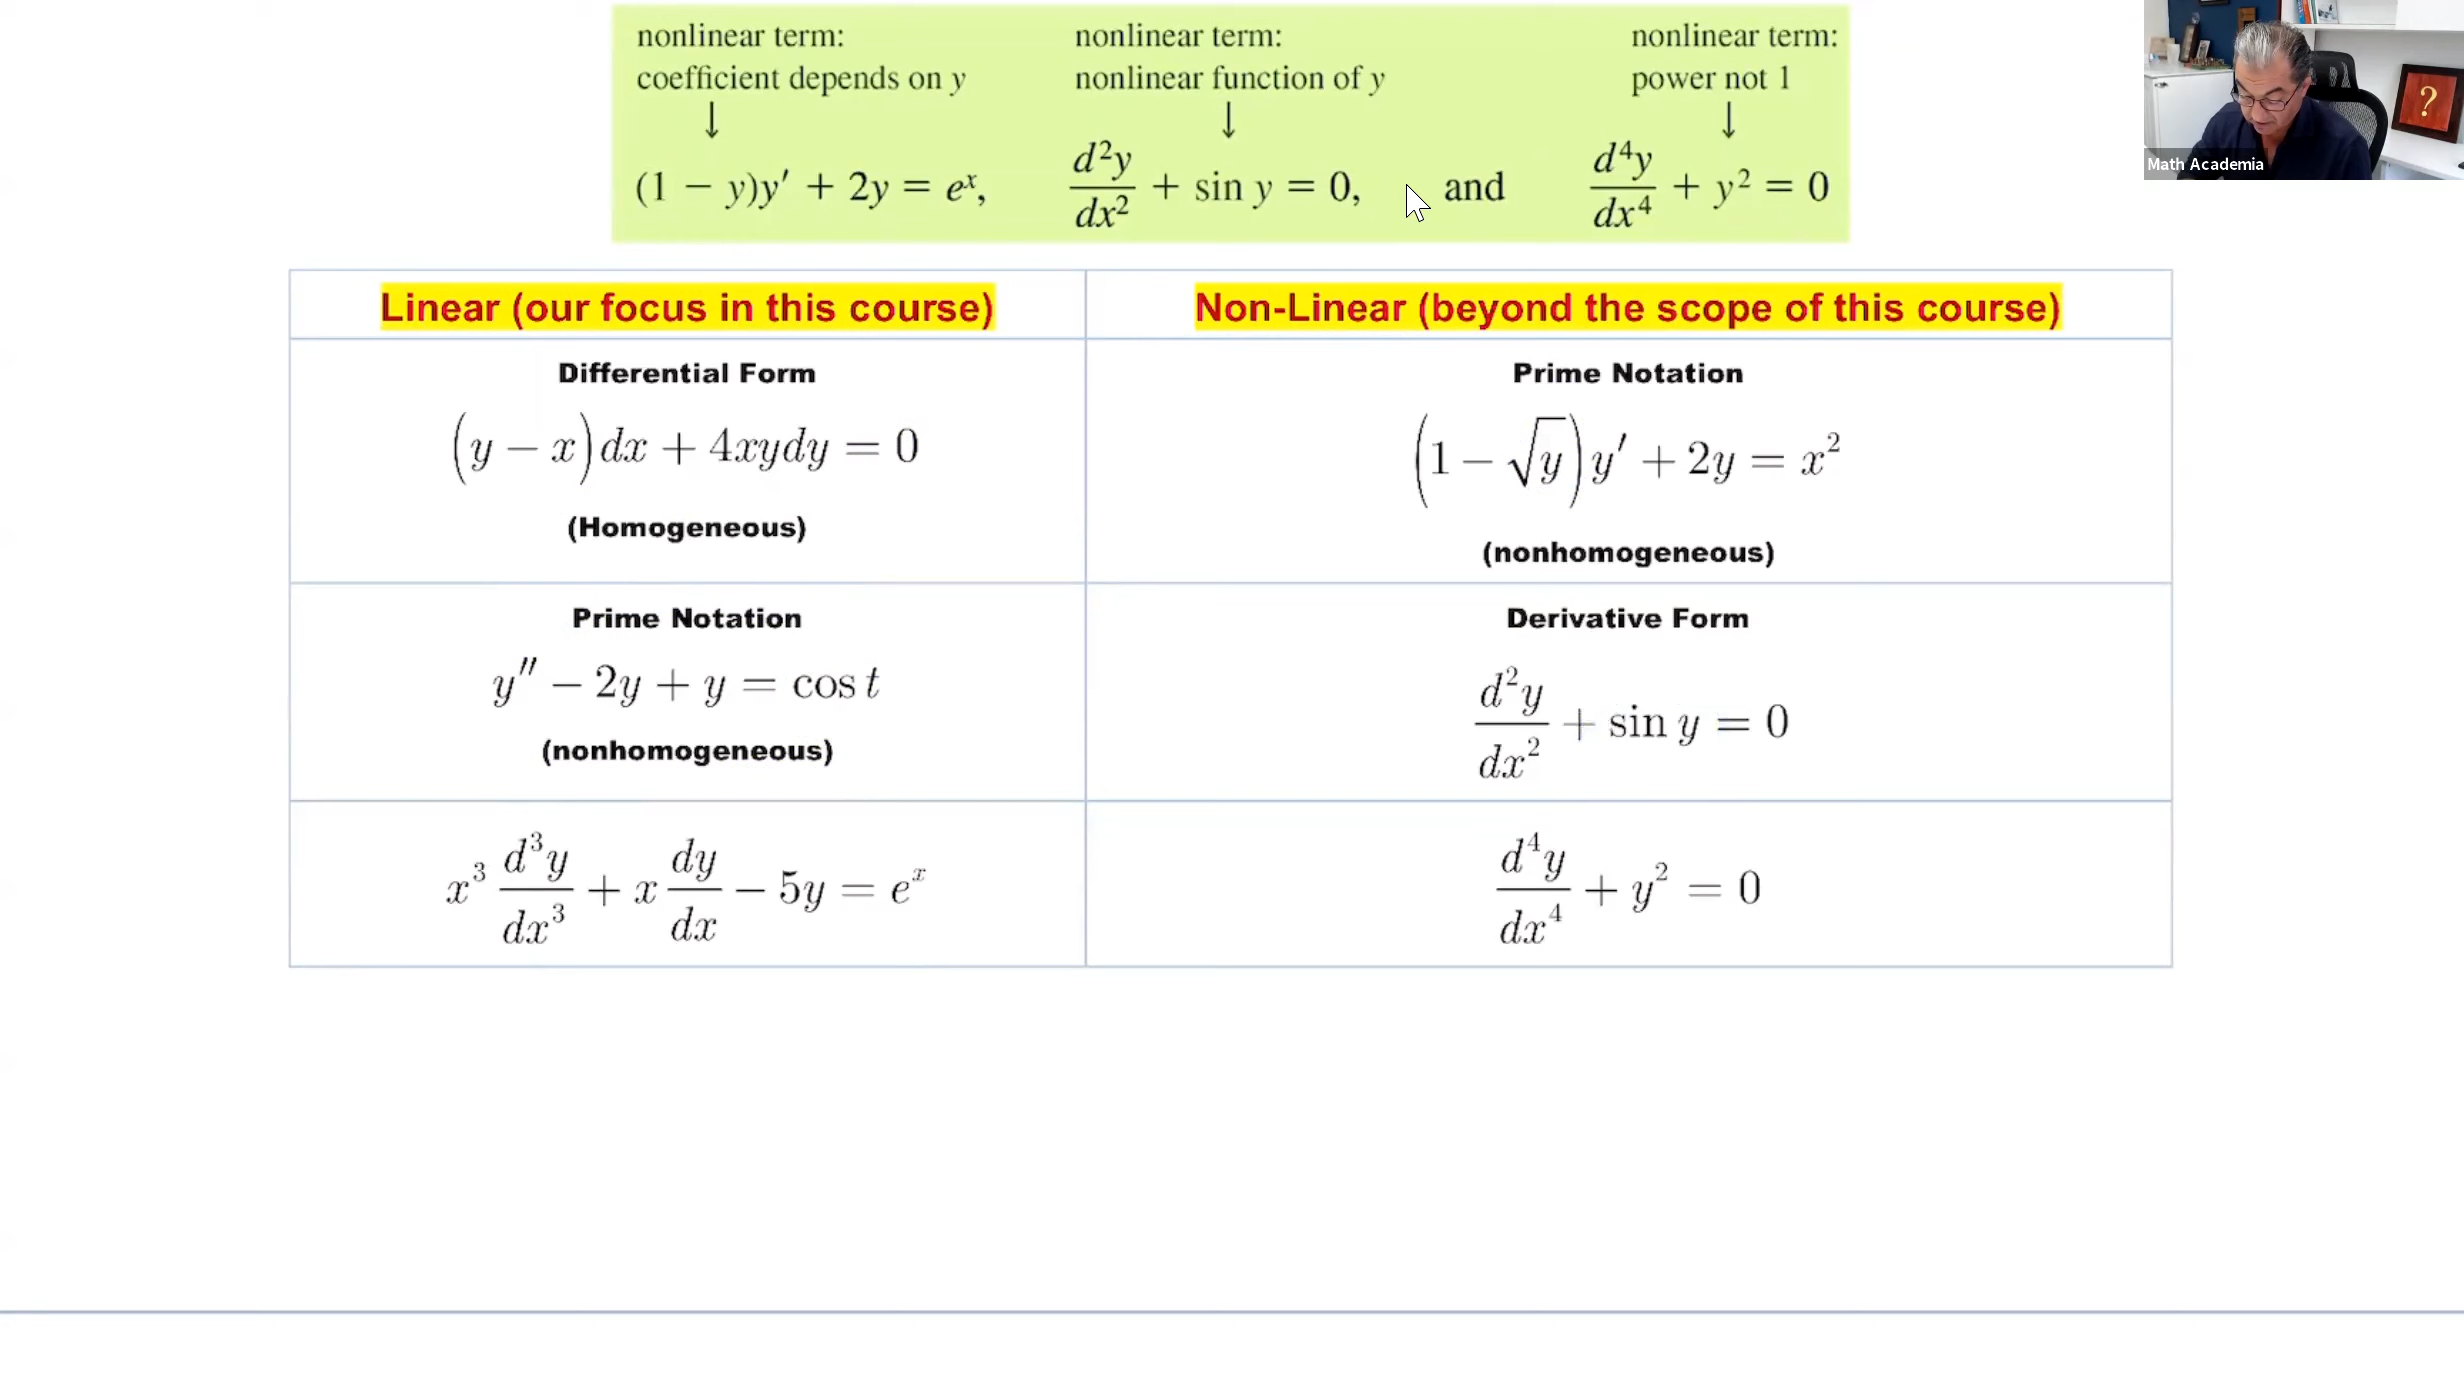 nonlinear term: nonlinear term: nonlinear term:
coefficient depends on y nonlinear function of y power not 1
↓ ↓ ↓
(1 − y)y′ + 2y = eˣ, d²y/dx² + sin y = 0, and d⁴y/dx⁴ + y² = 0
?
Math Academia
Linear (our focus in this course) Non-Linear (beyond the scope of this course)
Differential Form
(y − x)dx + 4xydy = 0
(Homogeneous)
Prime Notation
(1 − √y)y′ + 2y = x²
(nonhomogeneous)
Prime Notation
y″ − 2y + y = cos t
(nonhomogeneous)
Derivative Form
d²y/dx² + sin y = 0
x³ d³y/dx³ + x dy/dx − 5y = eˣ
d⁴y/dx⁴ + y² = 0